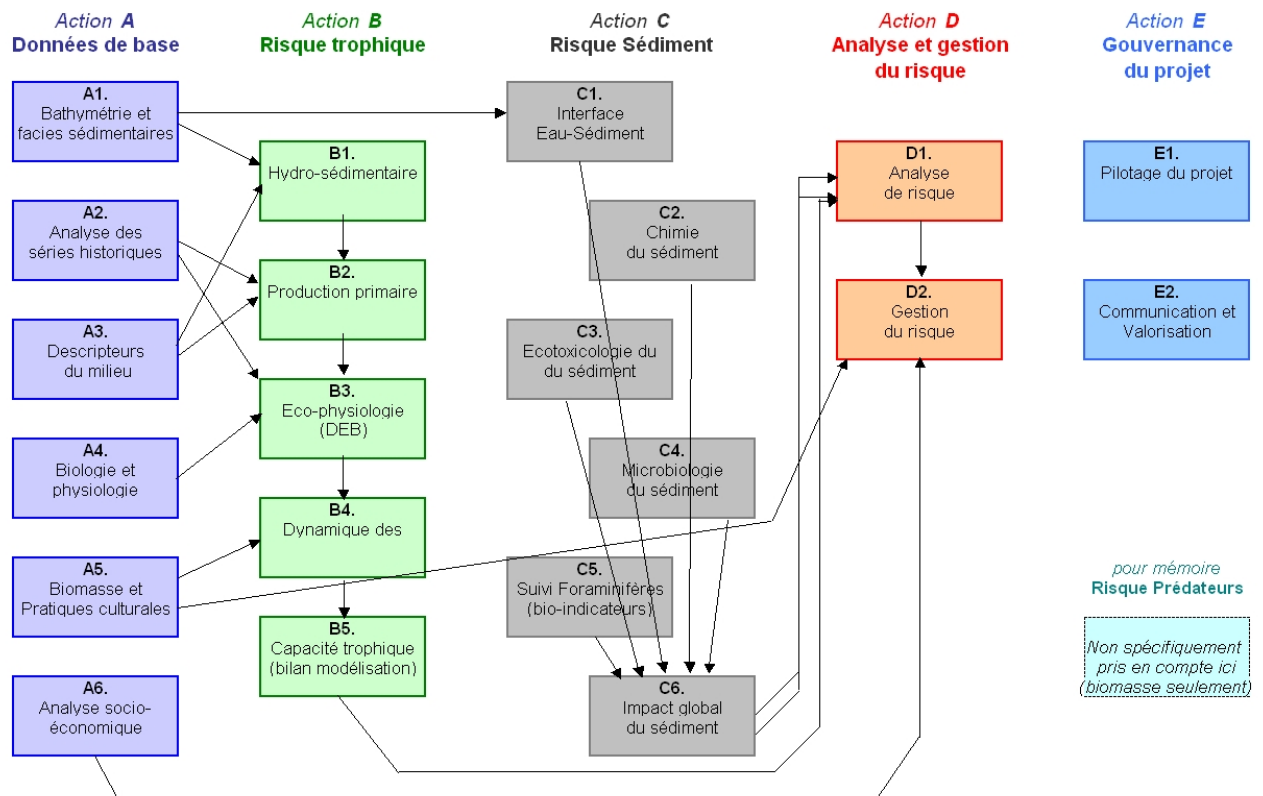 Action A
Données de base
A1.
Bathymétrie et
facies sédimentaires
A2.
Analyse des
séries historiques
A3.
Descripteurs
du milieu
A4.
Biologie et
physiologie
A5.
Biomasse et
Pratiques culturales
A6.
Analyse socio-
économique
Action B
Risque trophique
B1.
Hydro-sédimentaire
B2.
Production primaire
B3.
Eco-physiologie
(DEB)
B4.
Dynamique des
B5.
Capacité trophique
(bilan modélisation)
Action C
Risque Sédiment
C1.
Interface
Eau-Sédiment
C2.
Chimie
du sédiment
C3.
Ecotoxicologie du
du sédiment
C4.
Microbiologie
du sédiment
C5.
Suivi Foraminifères
(bio-indicateurs)
C6.
Impact global
du sédiment
Action D
Analyse et gestion
du risque
D1.
Analyse
de risque
D2.
Gestion
du risque
Action E
Gouvernance
du projet
E1.
Pilotage du projet
E2.
Communication et
Valorisation
pour mémoire
Risque Prédateurs
Non spécifiquement
pris en compte ici
(biomasse seulement)